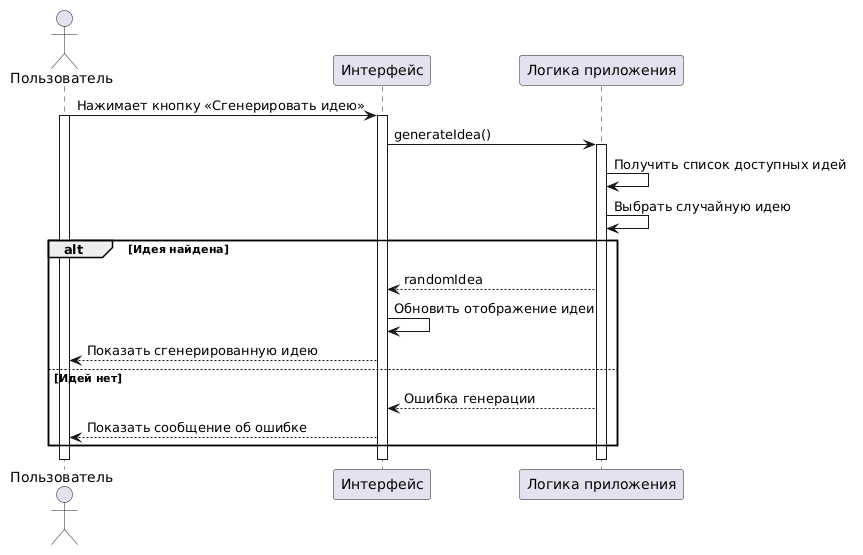 Пользователь
Интерфейс
Логика приложения
Нажимает кнопку «Сгенерировать идею»
generateIdea()
Получить список доступных идей
Выбрать случайную идею
alt [Идея найдена]
randomIdea
Обновить отображение идеи
Показать сгенерированную идею
[Идей нет]
Ошибка генерации
Показать сообщение об ошибке
Пользователь
Интерфейс
Логика приложения